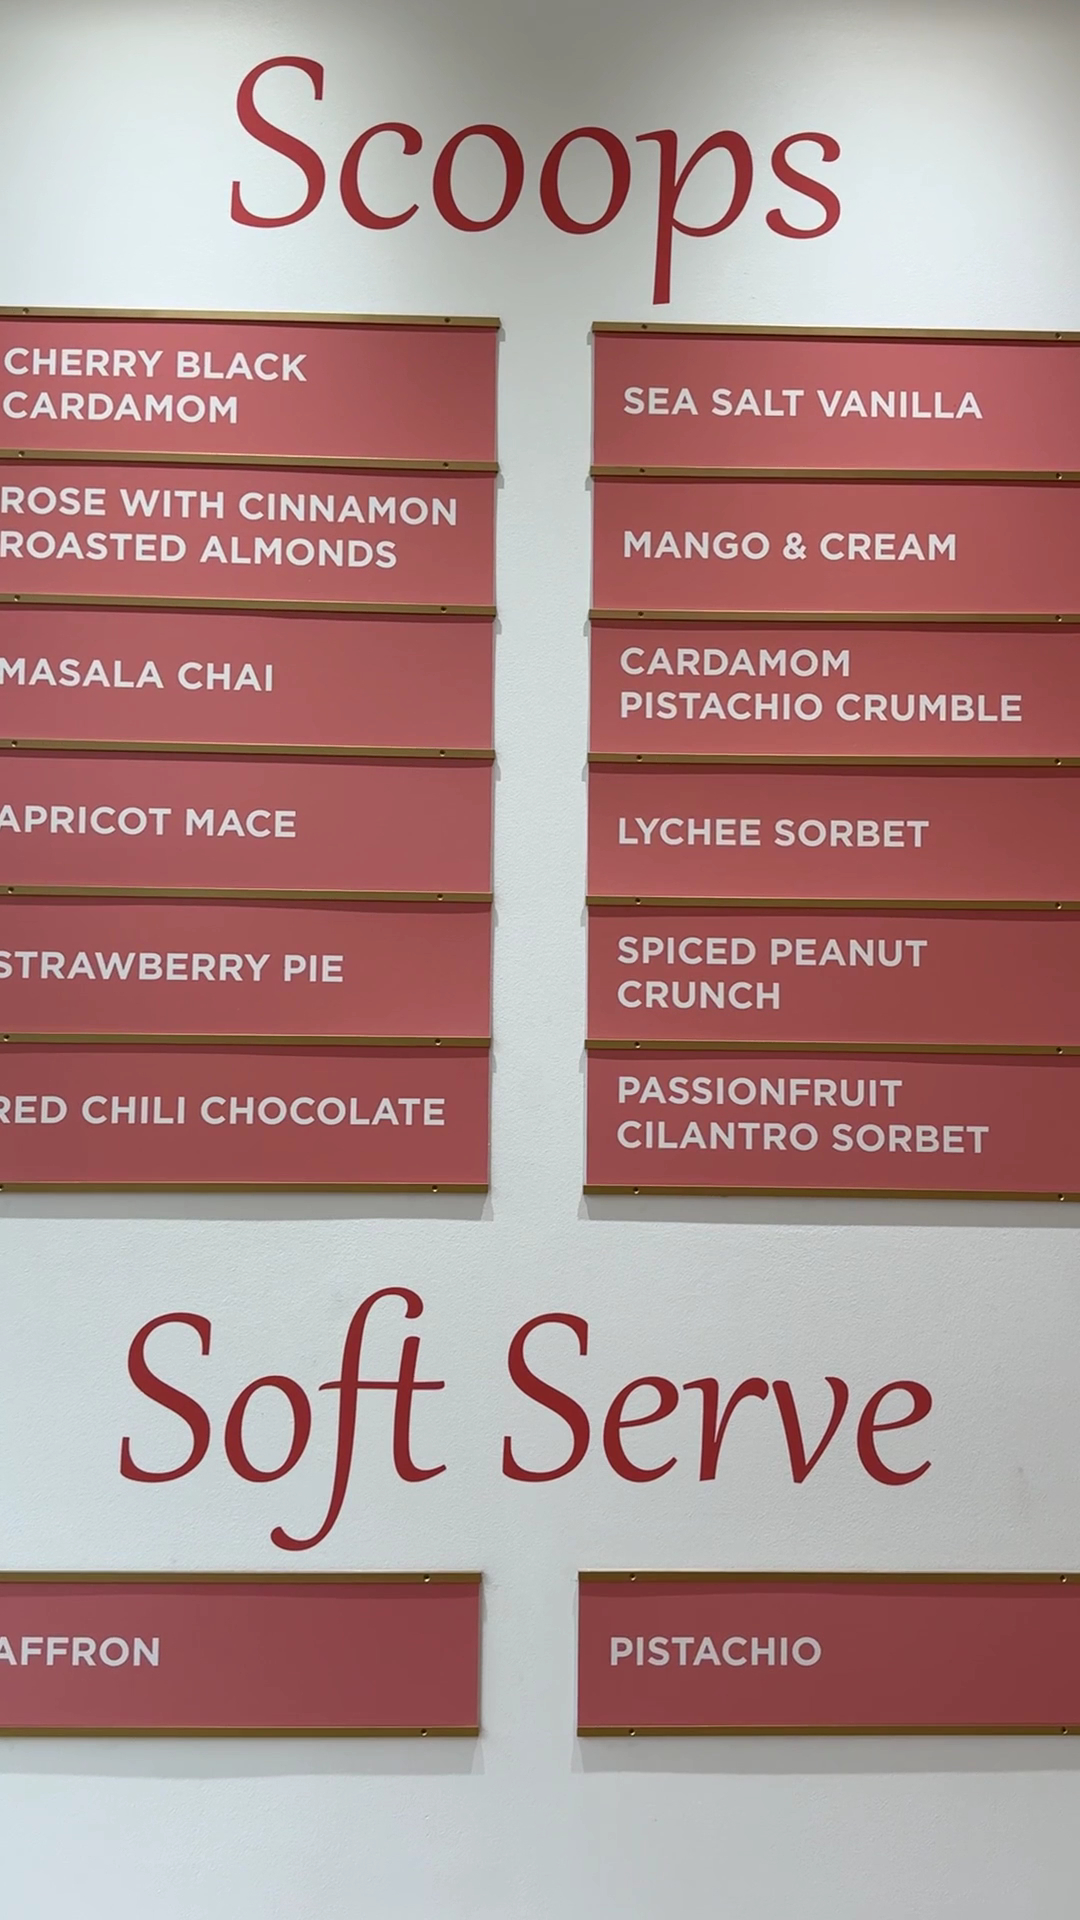 Scoops
CHERRY BLACK
CARDAMOM
ROSE WITH CINNAMON
ROASTED ALMONDS
MASALA CHAI
APRICOT MACE
STRAWBERRY PIE
RED CHILI CHOCOLATE
SEA SALT VANILLA
MANGO & CREAM
CARDAMOM
PISTACHIO CRUMBLE
LYCHEE SORBET
SPICED PEANUT
CRUNCH
PASSIONFRUIT
CILANTRO SORBET
Soft Serve
AFFRON
PISTACHIO